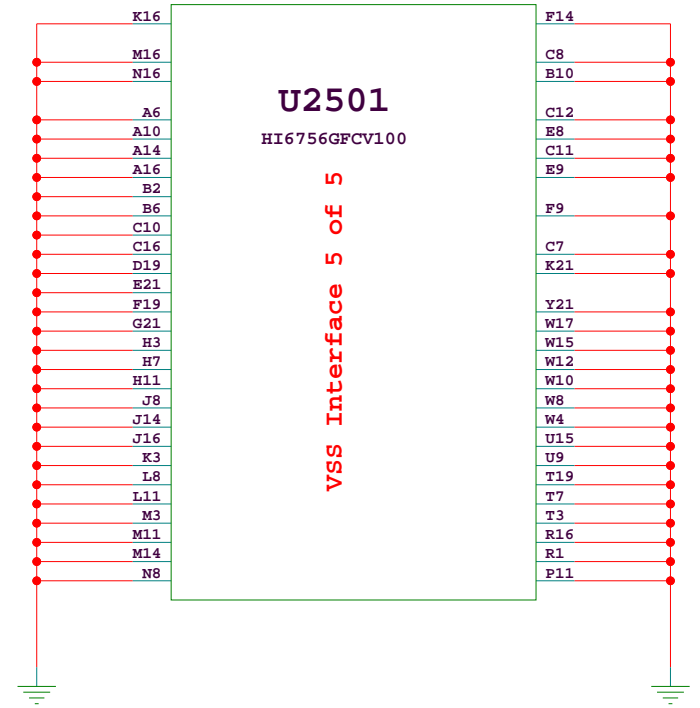 K16
M16
N16
A6
A10
A14
A16
B2
B6
C10
C16
D19
E21
F19
G21
H3
H7
H11
J8
J14
J16
K3
L8
L11
M3
M11
M14
N8
U2501
HI6756GFCV100
VSS Interface 5 of 5
F14
C8
B10
C12
E8
C11
E9
F9
C7
K21
Y21
W17
W15
W12
W10
W8
W4
U15
U9
T19
T7
T3
R16
R1
P11